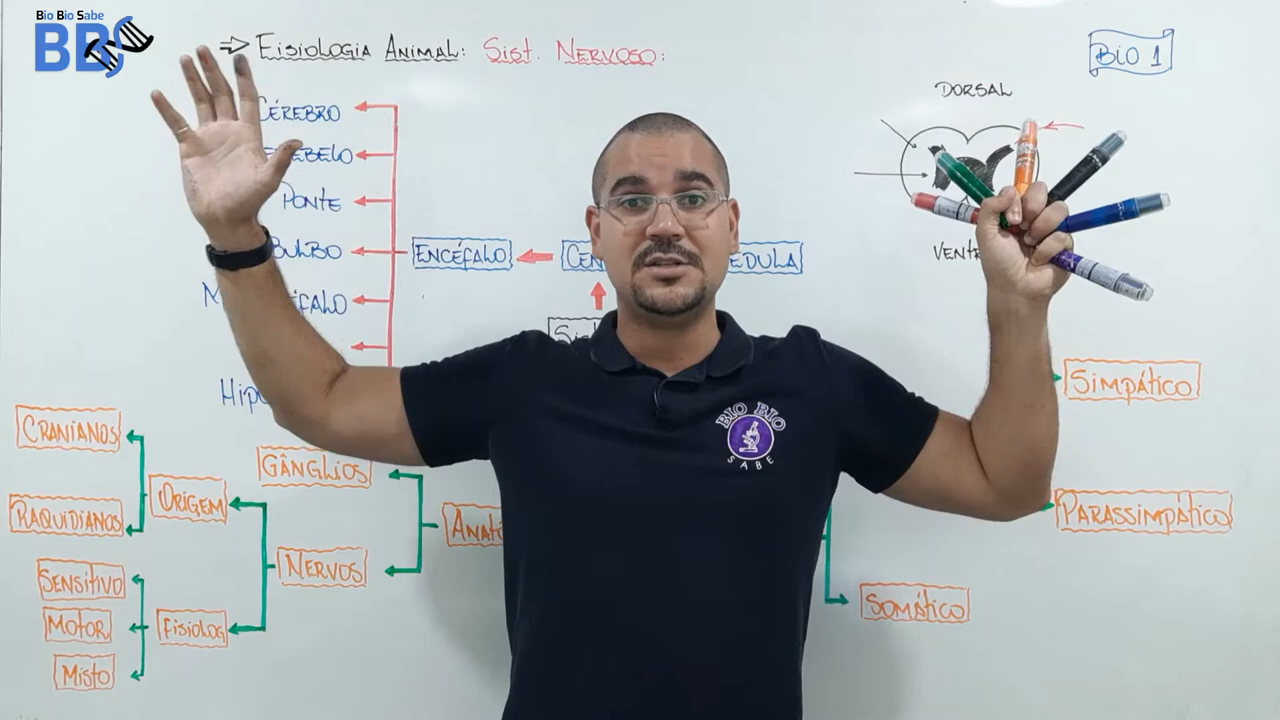 Bio Bio Sabe
BBS
⇒ Fisiologia Animal: Sist. Nervoso:
BIO 1
DORSAL
CÉREBRO
PONTE
BULBO
ENCÉFALO
SIMPÁTICO
CRANIANOS
GÂNGLIOS
ORIGEM
RAQUIDIANOS
PARASSIMPÁTICO
NERVOS
SENSITIVO
SOMÁTICO
MOTOR
FISIOLOG
MISTO
BIO BIO
SABE